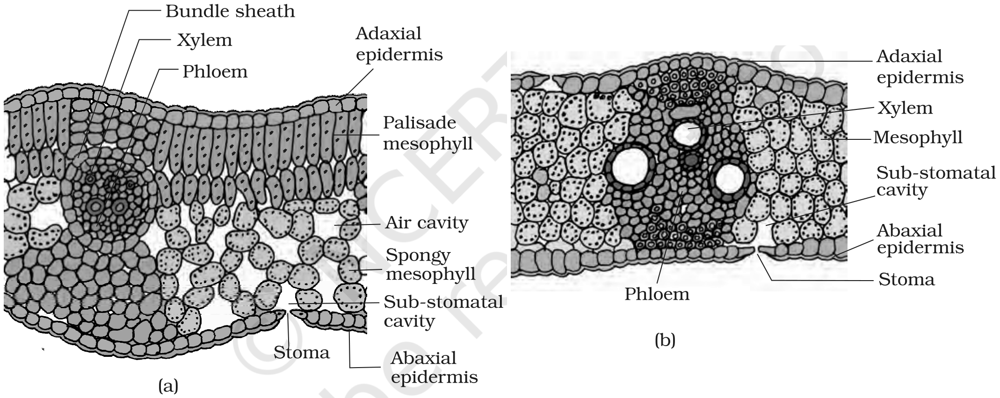 Bundle sheath
Xylem
Phloem
Adaxial
epidermis
Palisade
mesophyll
Air cavity
Spongy
mesophyll
Sub-stomatal
cavity
Stoma
Abaxial
epidermis
(a)
Adaxial
epidermis
Xylem
Mesophyll
Sub-stomatal
cavity
Abaxial
epidermis
Stoma
Phloem
(b)
© NCERT